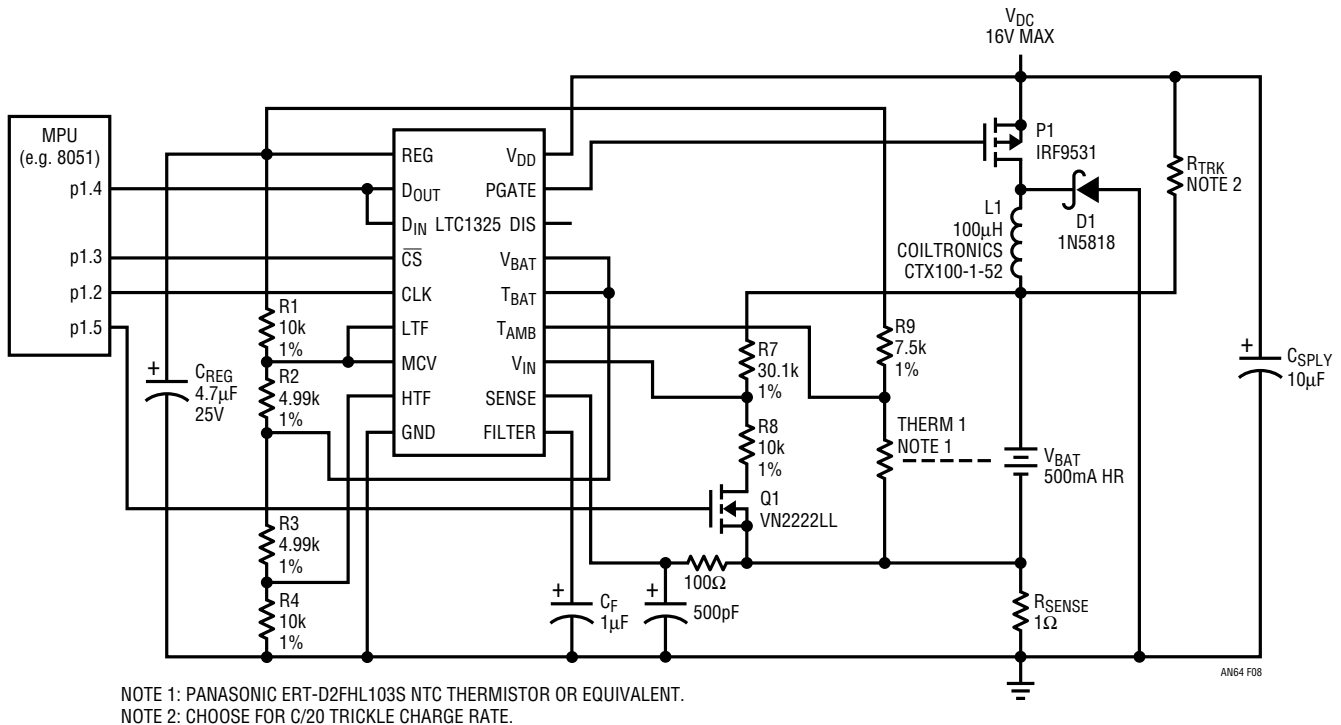 V_DC
16V MAX
MPU
(e.g. 8051)
p1.4
p1.3
p1.2
p1.5
REG
D_OUT
D_IN
C̅S̅
CLK
LTF
MCV
HTF
GND
LTC1325
V_DD
PGATE
DIS
V_BAT
T_BAT
T_AMB
V_IN
SENSE
FILTER
P1
IRF9531
R_TRK
NOTE 2
L1
100µH
COILTRONICS
CTX100-1-52
D1
1N5818
R1
10k
1%
+
C_REG
4.7µF
25V
R2
4.99k
1%
R7
30.1k
1%
R9
7.5k
1%
+
C_SPLY
10µF
R8
10k
1%
THERM 1
NOTE 1
V_BAT
500mA HR
Q1
VN2222LL
R3
4.99k
1%
100Ω
R4
10k
1%
+
C_F
1µF
+
500pF
R_SENSE
1Ω
AN64 F08
NOTE 1: PANASONIC ERT-D2FHL103S NTC THERMISTOR OR EQUIVALENT.
NOTE 2: CHOOSE FOR C/20 TRICKLE CHARGE RATE.